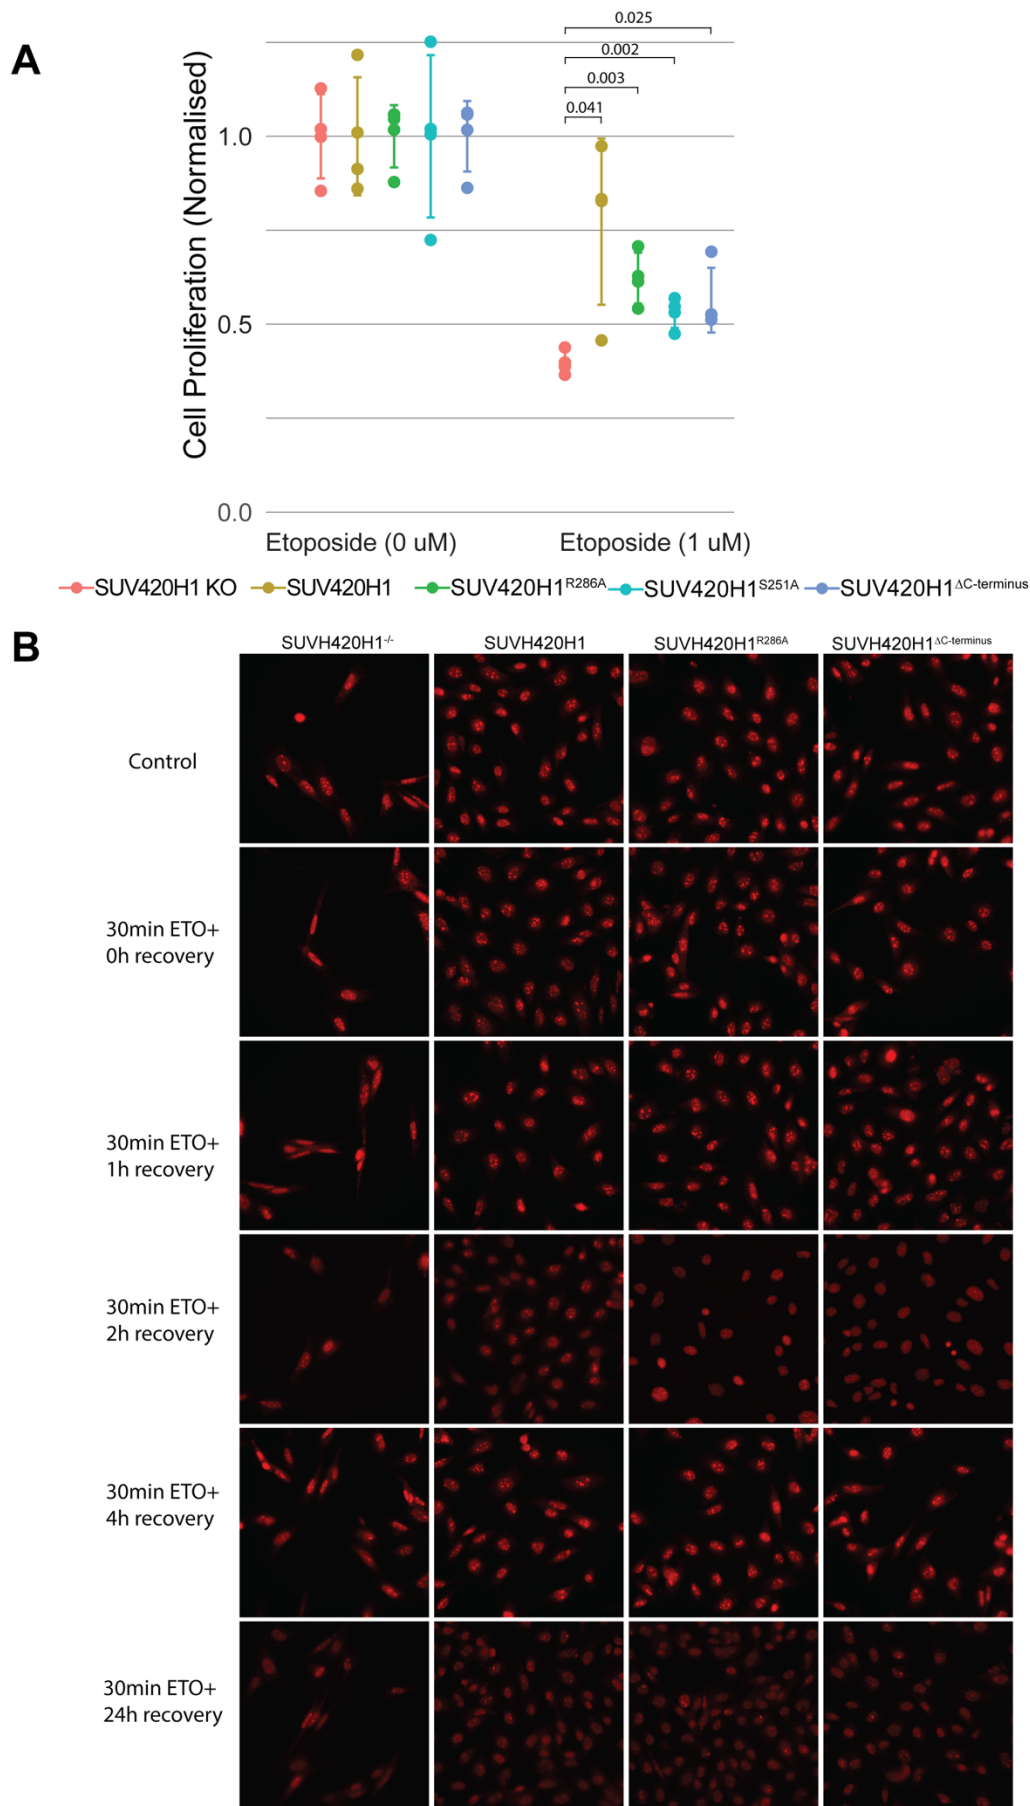 A
Cell Proliferation (Normalised)
1.0
0.5
0.0
0.025
0.002
0.003
0.041
Etoposide (0 uM) Etoposide (1 uM)
SUV420H1 KO SUV420H1 SUV420H1R286A SUV420H1S251A SUV420H1ΔC-terminus
B
SUVH420H1-/- SUVH420H1 SUVH420H1R286A SUVH420H1ΔC-terminus
Control
30min ETO+
0h recovery
30min ETO+
1h recovery
30min ETO+
2h recovery
30min ETO+
4h recovery
30min ETO+
24h recovery